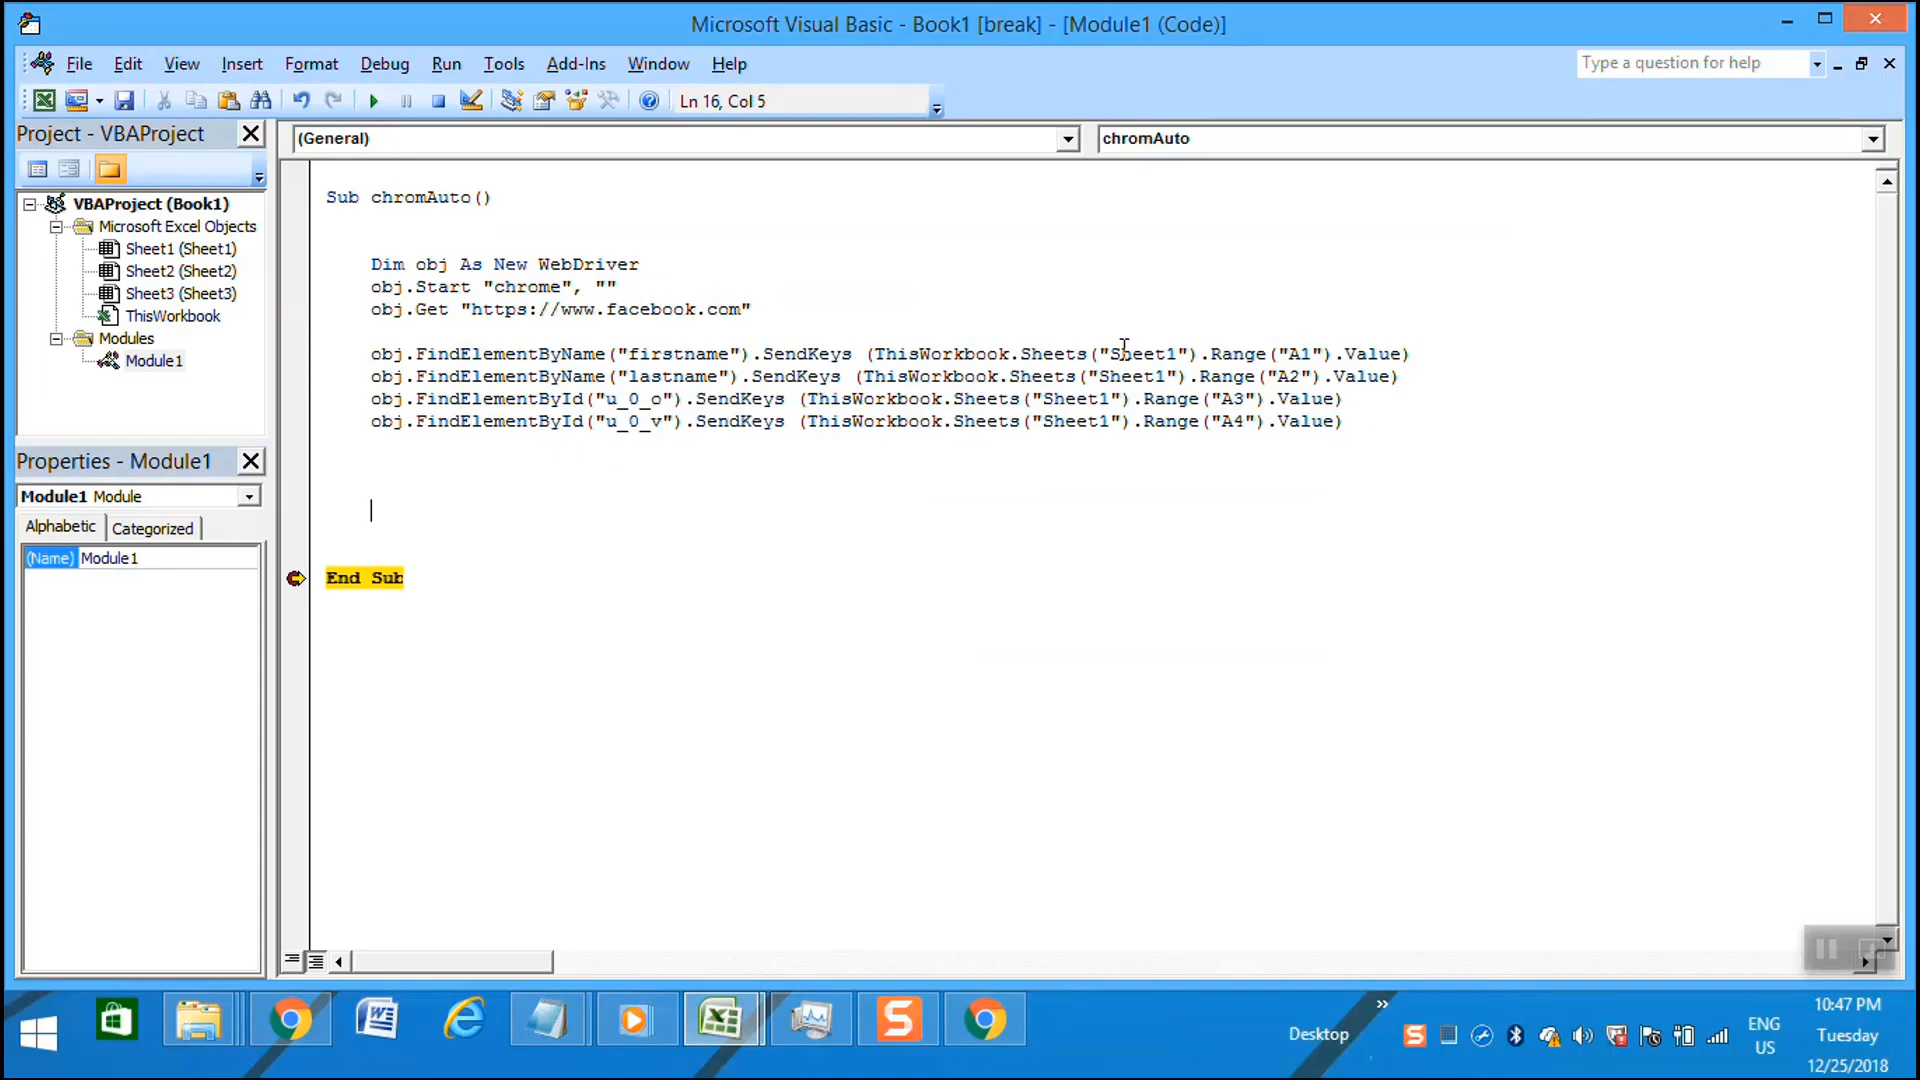 Microsoft Visual Basic - Book1 [break] - [Module1 (Code)]
File Edit View Insert Format Debug Run Tools Add-Ins Window Help
Type a question for help
Ln 16, Col 5
Project - VBAProject
(General)
chromAuto
VBAProject (Book1)
Microsoft Excel Objects
Sheet1 (Sheet1)
Sheet2 (Sheet2)
Sheet3 (Sheet3)
ThisWorkbook
Modules
Module1
Properties - Module1
Module1 Module
Alphabetic Categorized
(Name) Module1
Sub chromAuto()
Dim obj As New WebDriver
obj.Start "chrome", ""
obj.Get "https://www.facebook.com"
obj.FindElementByName("firstname").SendKeys (ThisWorkbook.Sheets("Sheet1").Range("A1").Value)
obj.FindElementByName("lastname").SendKeys (ThisWorkbook.Sheets("Sheet1").Range("A2").Value)
obj.FindElementById("u_0_o").SendKeys (ThisWorkbook.Sheets("Sheet1").Range("A3").Value)
obj.FindElementById("u_0_v").SendKeys (ThisWorkbook.Sheets("Sheet1").Range("A4").Value)
End Sub
Desktop
ENG
US
10:47 PM
Tuesday
12/25/2018